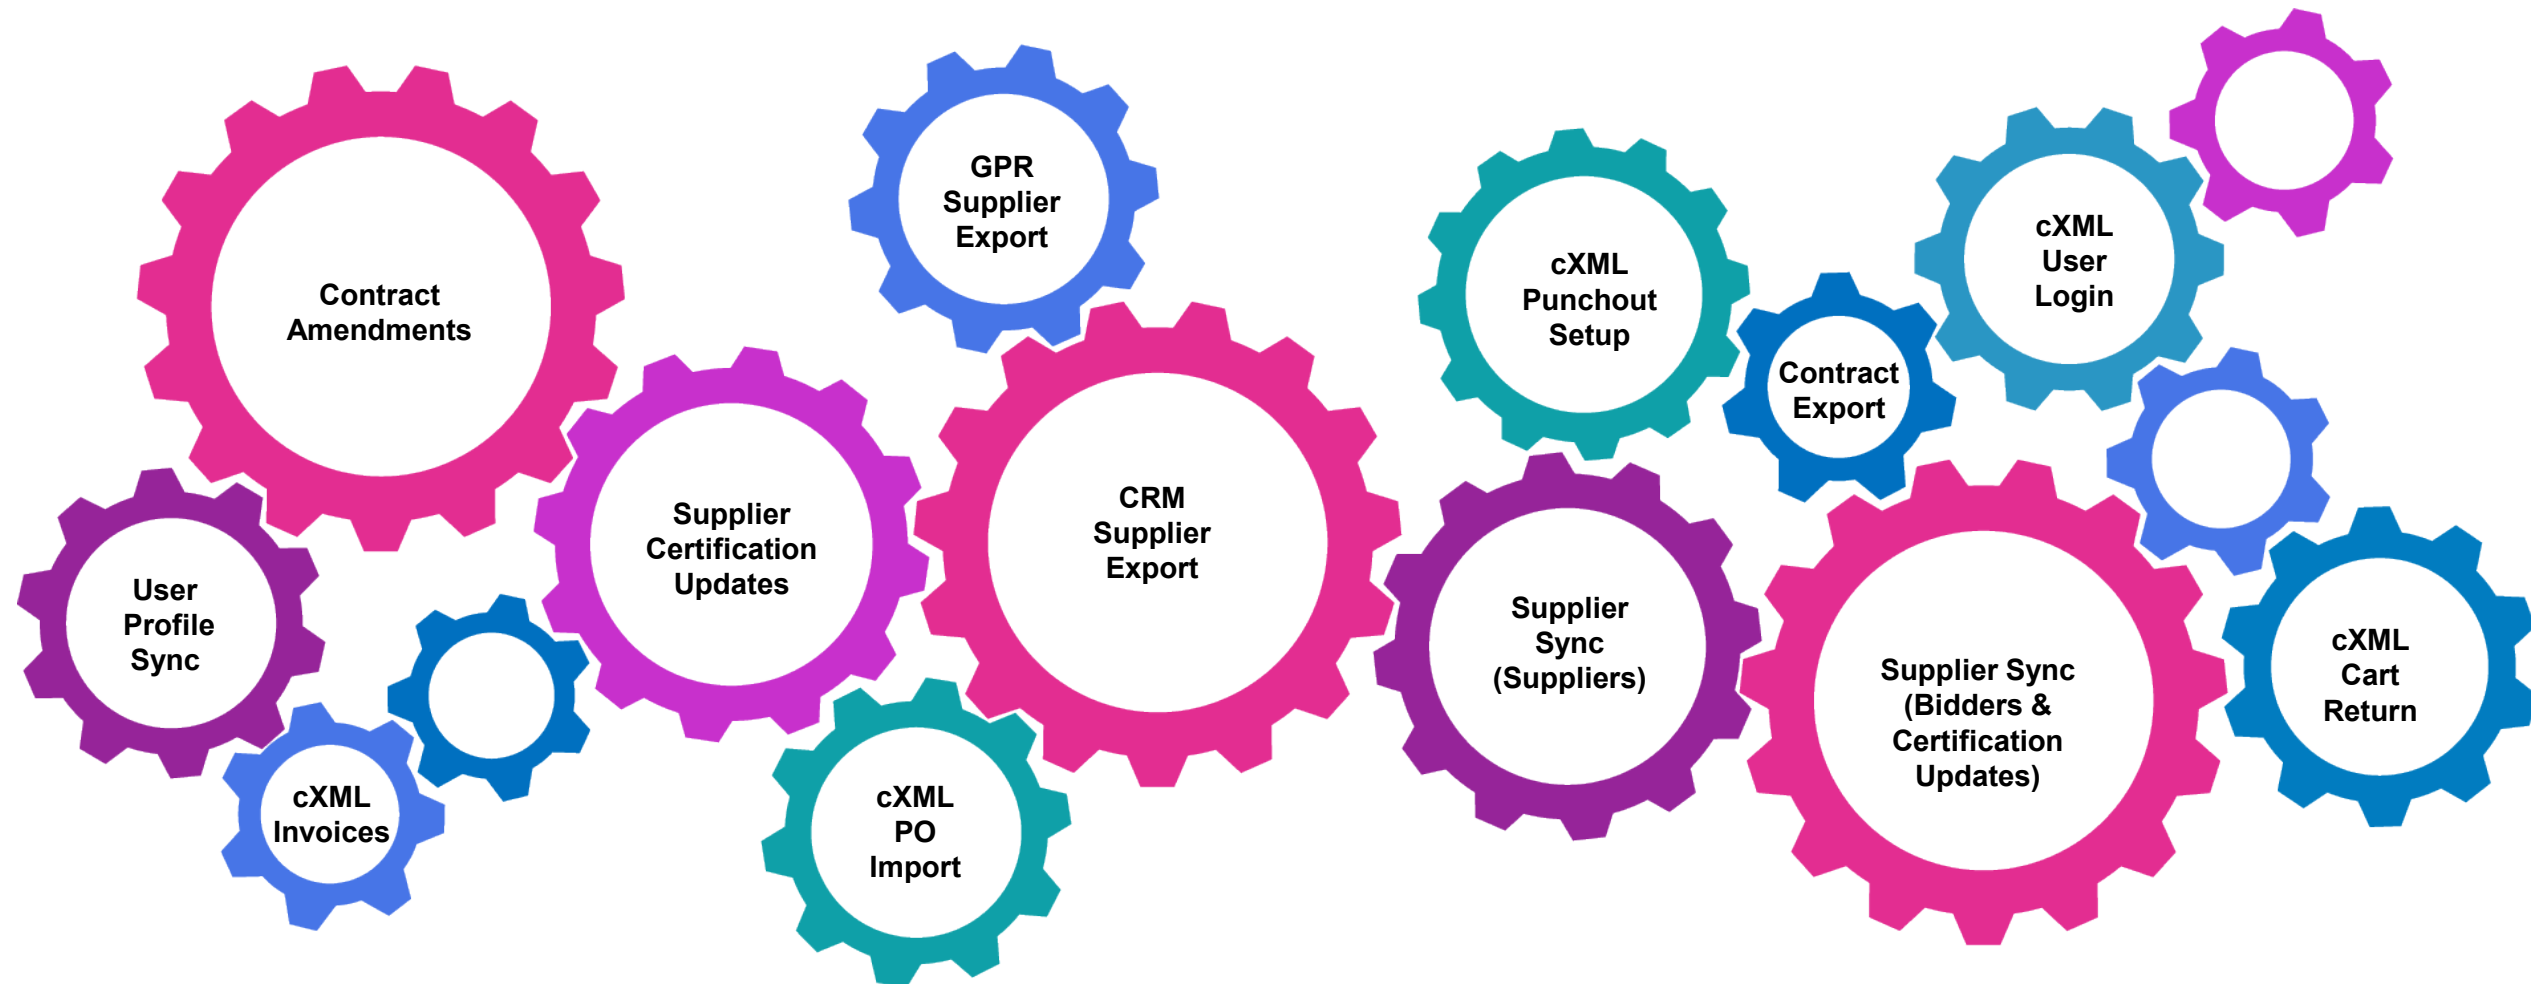 Contract
Amendments
GPR
Supplier
Export
cXML
Punchout
Setup
cXML
User
Login
Contract
Export
User
Profile
Sync
Supplier
Certification
Updates
CRM
Supplier
Export
Supplier
Sync
(Suppliers)
Supplier Sync
(Bidders &
Certification
Updates)
cXML
Cart
Return
cXML
Invoices
cXML
PO
Import